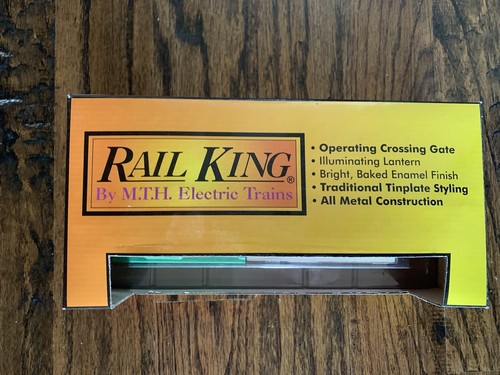 RAIL KING®
By M.T.H. Electric Trains
• Operating Crossing Gate
• Illuminating Lantern
• Bright, Baked Enamel Finish
• Traditional Tinplate Styling
• All Metal Construction